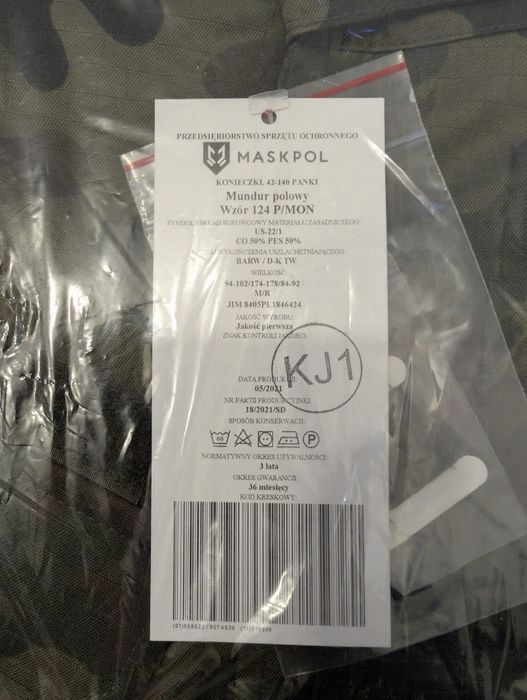 PRZEDSIĘBIORSTWO SPRZĘTU OCHRONNEGO
MASKPOL
KONIECZKI, 42-140 PANKI
Mundur polowy
Wzór 124 P/MON
SYMBOL I SKŁAD SUROWCOWY MATERIAŁU ZASADNICZEGO:
US-22/1
CO 50% PES 50%
RODZAJ WYKOŃCZENIA USZLACHETNIAJĄCEGO:
BARW / D-K TW
WIELKOŚĆ:
94-102/174-178/84-92
M/R
JIM 8405PL1846424
JAKOŚĆ WYROBU:
Jakość pierwsza
ZNAK KONTROLI JAKOŚCI:
KJ1
DATA PRODUKCJI:
05/2021
NR PARTII PRODUKCYJNEJ:
18/2021/SD
SPOSÓB KONSERWACJI:
60 P
NORMATYWNY OKRES UŻYWALNOŚCI:
3 lata
OKRES GWARANCJI:
36 miesięcy
KOD KRESKOWY: